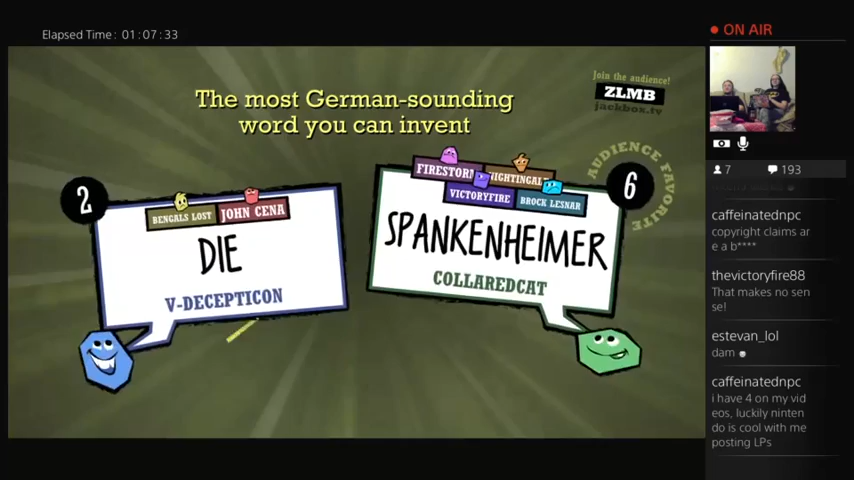 Elapsed Time: 01:07:33
ON AIR
The most German-sounding
word you can invent
Join the audience!
ZLMB
jackbox.tv
2
BENGALS LOST
JOHN CENA
DIE
V-DECEPTICON
FIRESTORM
NIGHTINGALE
VICTORYFIRE
BROCK LESNAR
SPANKENHEIMER
COLLAREDCAT
6
AUDIENCE FAVORITE
7
193
caffeinatednpc
copyright claims ar
e a b****
thevictoryfire88
That makes no sen
se!
estevan_lol
dam
caffeinatednpc
i have 4 on my vid
eos, luckily ninten
do is cool with me
posting LPs